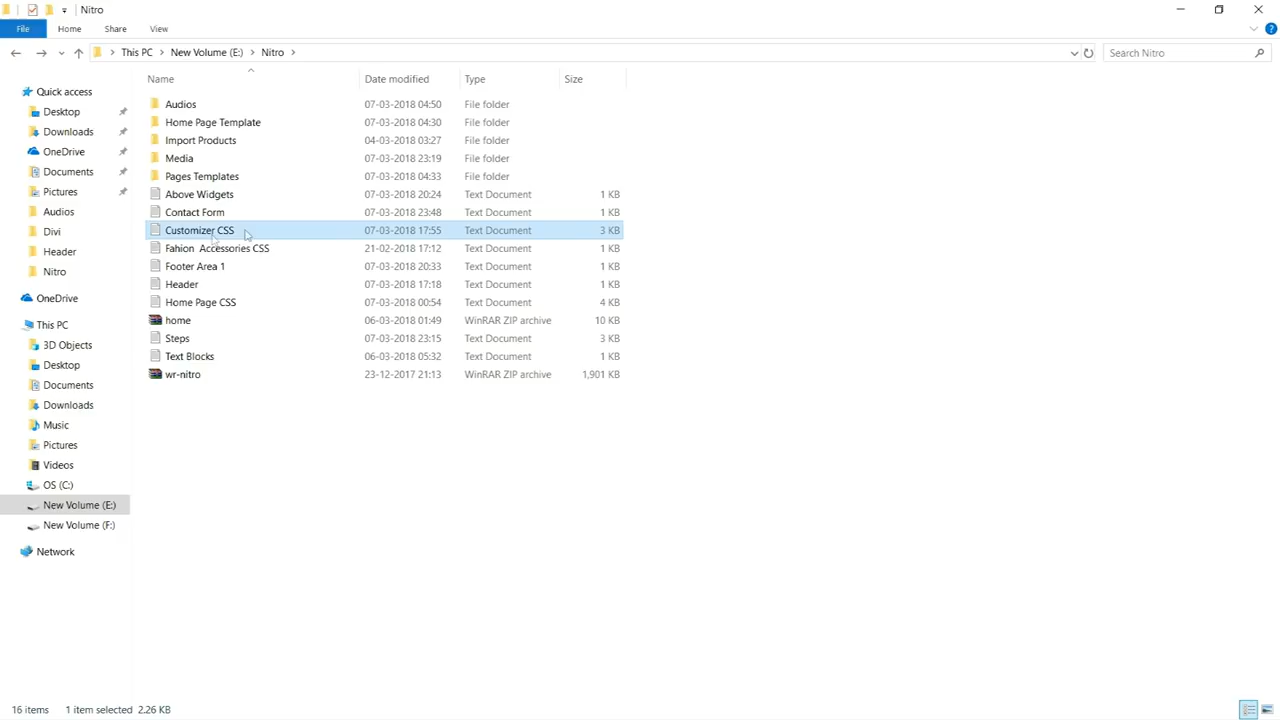 Nitro
File Home Share View
This PC New Volume (E:) Nitro Search Nitro
Name Date modified Type Size
Quick access
Desktop
Downloads
OneDrive
Documents
Pictures
Audios
Divi
Header
Nitro
OneDrive
This PC
3D Objects
Desktop
Documents
Downloads
Music
Pictures
Videos
OS (C:)
New Volume (E:)
New Volume (F:)
Network
Audios 07-03-2018 04:50 File folder
Home Page Template 07-03-2018 04:30 File folder
Import Products 04-03-2018 03:27 File folder
Media 07-03-2018 23:19 File folder
Pages Templates 07-03-2018 04:33 File folder
Above Widgets 07-03-2018 20:24 Text Document 1 KB
Contact Form 07-03-2018 23:48 Text Document 1 KB
Customizer CSS 07-03-2018 17:55 Text Document 3 KB
Fahion Accessories CSS 21-02-2018 17:12 Text Document 1 KB
Footer Area 1 07-03-2018 20:33 Text Document 1 KB
Header 07-03-2018 17:18 Text Document 1 KB
Home Page CSS 07-03-2018 00:54 Text Document 4 KB
home 06-03-2018 01:49 WinRAR ZIP archive 10 KB
Steps 07-03-2018 23:15 Text Document 3 KB
Text Blocks 06-03-2018 05:32 Text Document 1 KB
wr-nitro 23-12-2017 21:13 WinRAR ZIP archive 1,901 KB
16 items 1 item selected 2.26 KB